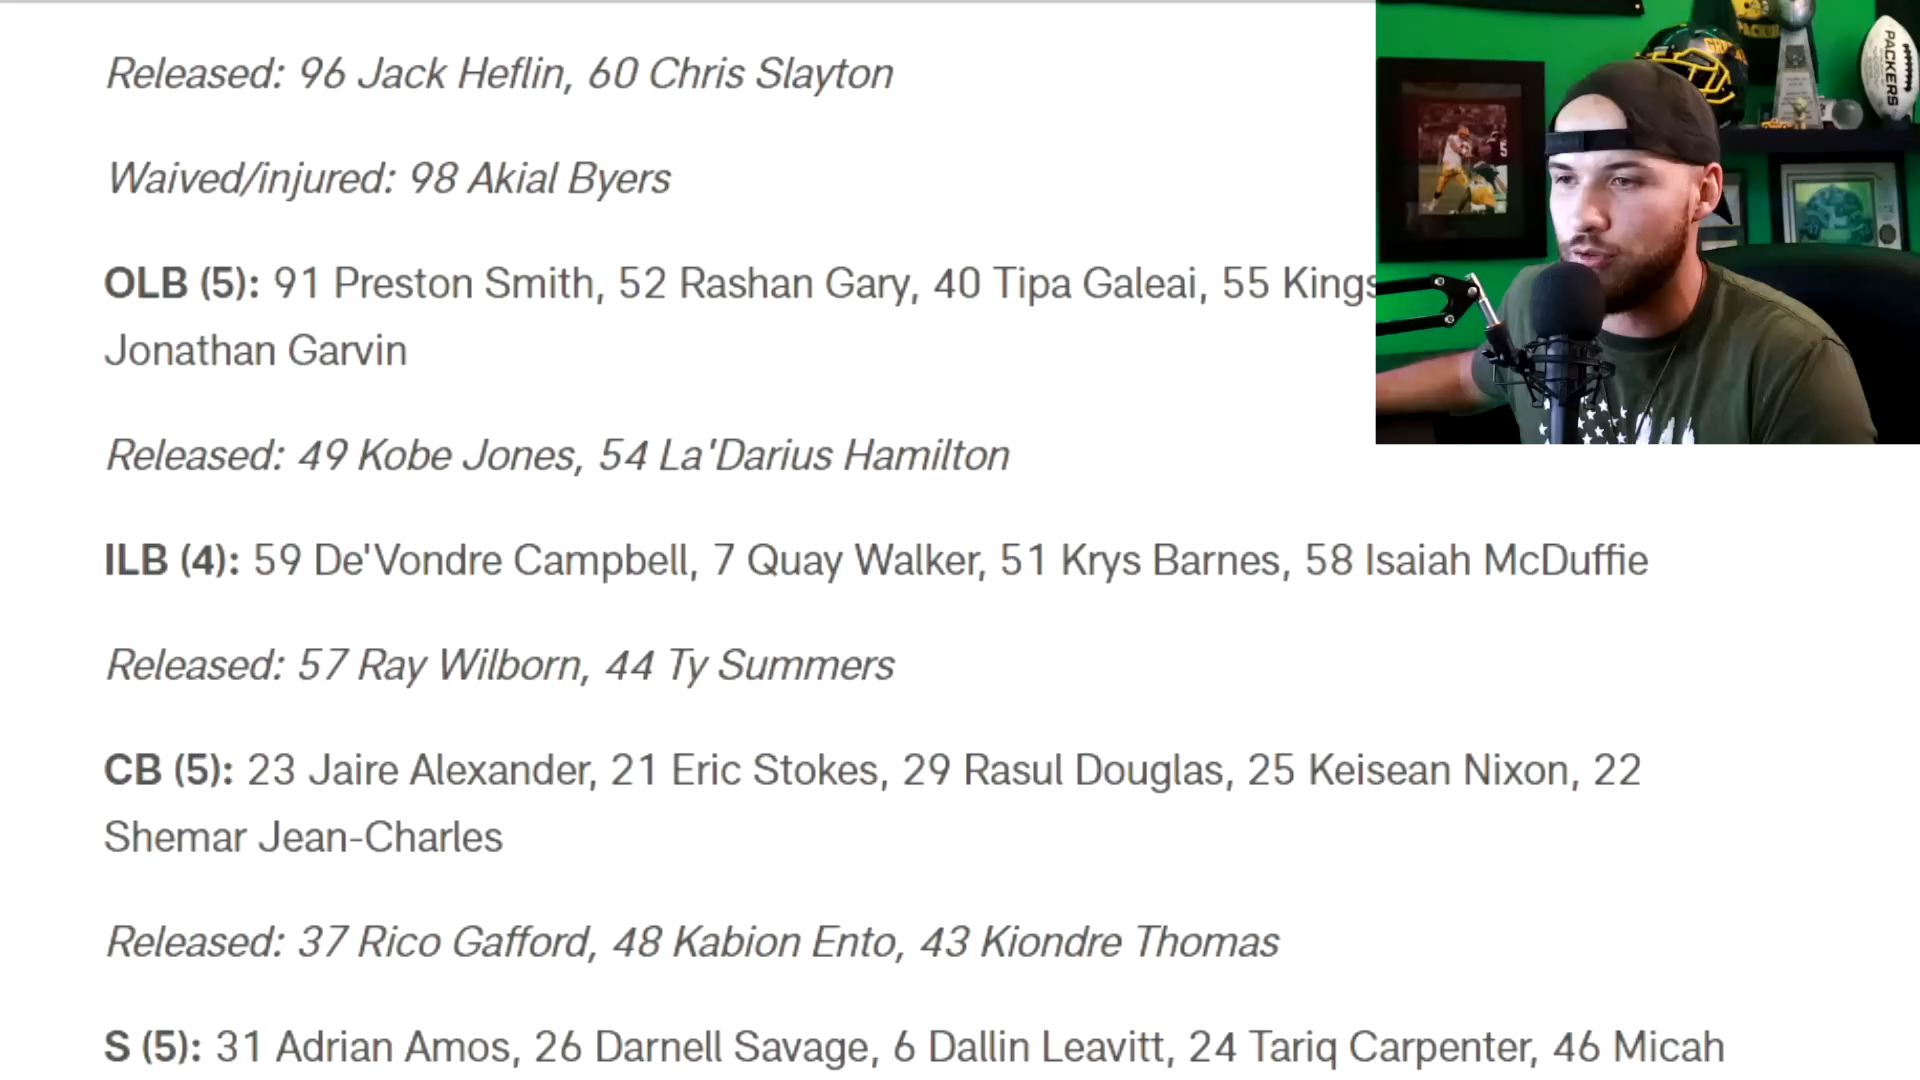 Released: 96 Jack Heflin, 60 Chris Slayton
Waived/injured: 98 Akial Byers
OLB (5): 91 Preston Smith, 52 Rashan Gary, 40 Tipa Galeai, 55 Kings
Jonathan Garvin
Released: 49 Kobe Jones, 54 La'Darius Hamilton
ILB (4): 59 De'Vondre Campbell, 7 Quay Walker, 51 Krys Barnes, 58 Isaiah McDuffie
Released: 57 Ray Wilborn, 44 Ty Summers
CB (5): 23 Jaire Alexander, 21 Eric Stokes, 29 Rasul Douglas, 25 Keisean Nixon, 22
Shemar Jean-Charles
Released: 37 Rico Gafford, 48 Kabion Ento, 43 Kiondre Thomas
S (5): 31 Adrian Amos, 26 Darnell Savage, 6 Dallin Leavitt, 24 Tariq Carpenter, 46 Micah
PACKERS